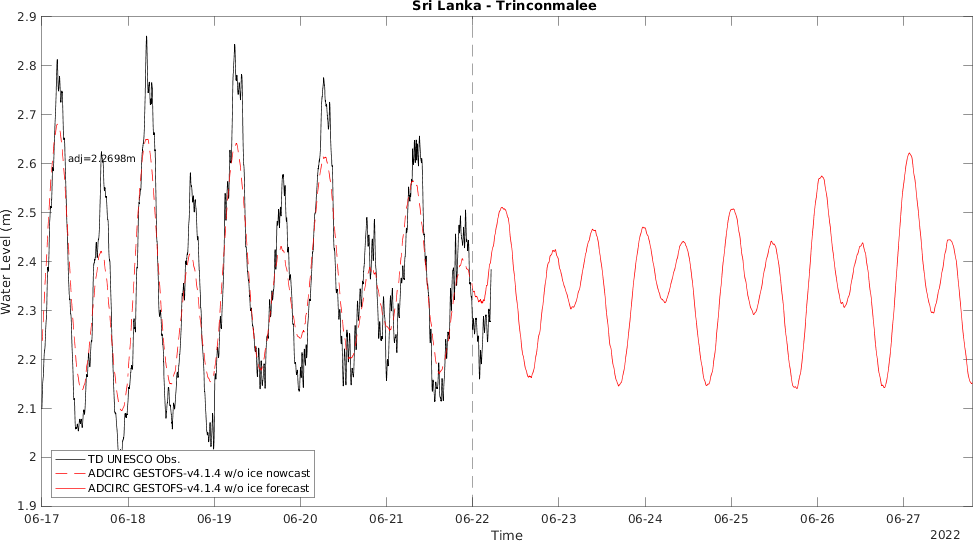 Sri Lanka - Trinconmalee
2.9
2.8
2.7
2.6
2.5
2.4
2.3
2.2
2.1
2
1.9
Water Level (m)
adj=2.2698m
TD UNESCO Obs.
ADCIRC GESTOFS-v4.1.4 w/o ice nowcast
ADCIRC GESTOFS-v4.1.4 w/o ice forecast
06-17 06-18 06-19 06-20 06-21 06-22 06-23 06-24 06-25 06-26 06-27
Time
2022